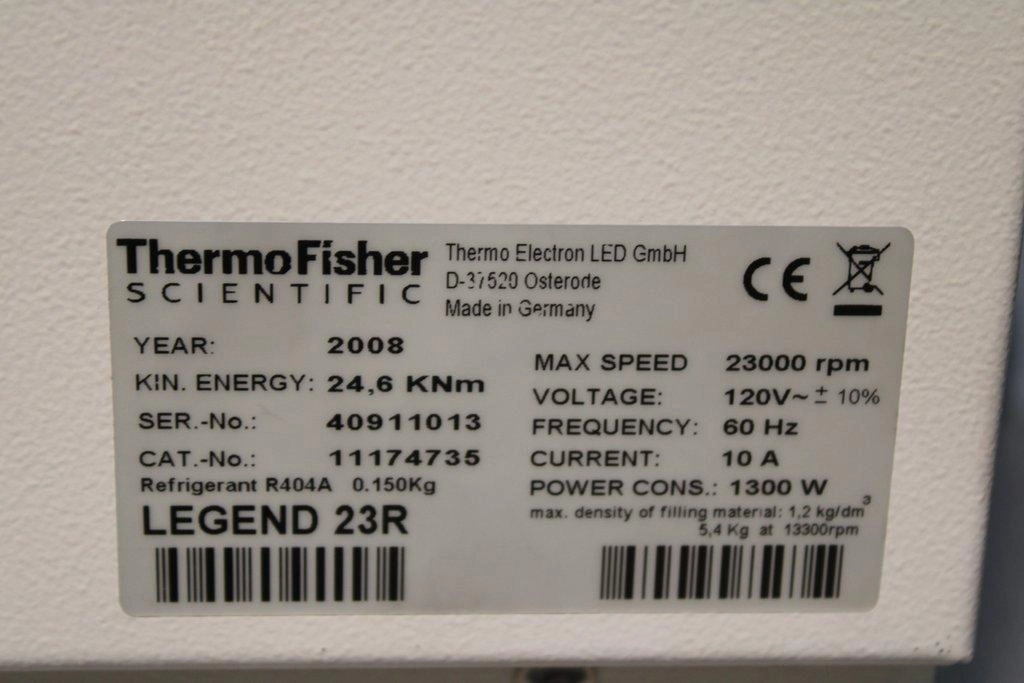 ThermoFisher
SCIENTIFIC
Thermo Electron LED GmbH
D-37520 Osterode
Made in Germany
CE
YEAR: 2008
KIN. ENERGY: 24,6 KNm
SER.-No.: 40911013
CAT.-No.: 11174735
Refrigerant R404A 0.150Kg
LEGEND 23R
MAX SPEED 23000 rpm
VOLTAGE: 120V~ ± 10%
FREQUENCY: 60 Hz
CURRENT: 10 A
POWER CONS.: 1300 W
max. density of filling material: 1,2 kg/dm³
5,4 Kg at 13300rpm